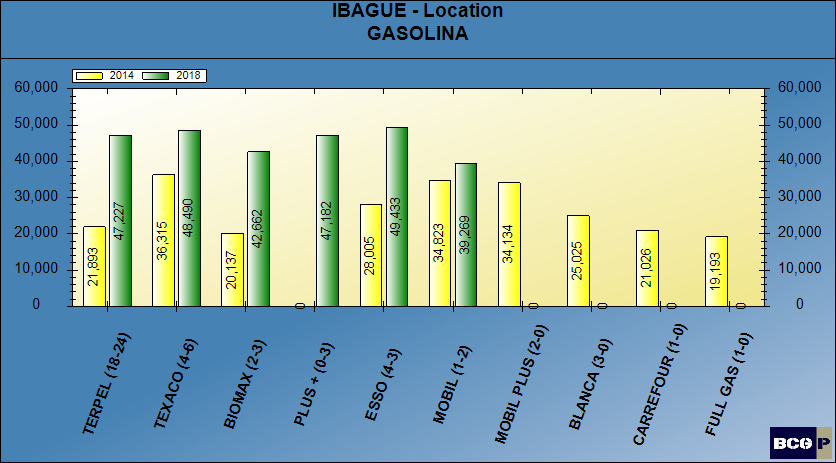 IBAGUE - Location
GASOLINA
2014 2018
60,000 60,000
50,000 50,000
40,000 40,000
30,000 30,000
20,000 20,000
10,000 10,000
0 0
21,893 47,227
36,315 48,490
20,137 42,662
0 47,182
28,005 49,433
34,823 39,269
34,134 0
25,025 0
21,026 0
19,193 0
TERPEL (18-24)
TEXACO (4-6)
BIOMAX (2-3)
PLUS + (0-3)
ESSO (4-3)
MOBIL (1-2)
MOBIL PLUS (2-0)
BLANCA (3-0)
CARREFOUR (1-0)
FULL GAS (1-0)
BCO P